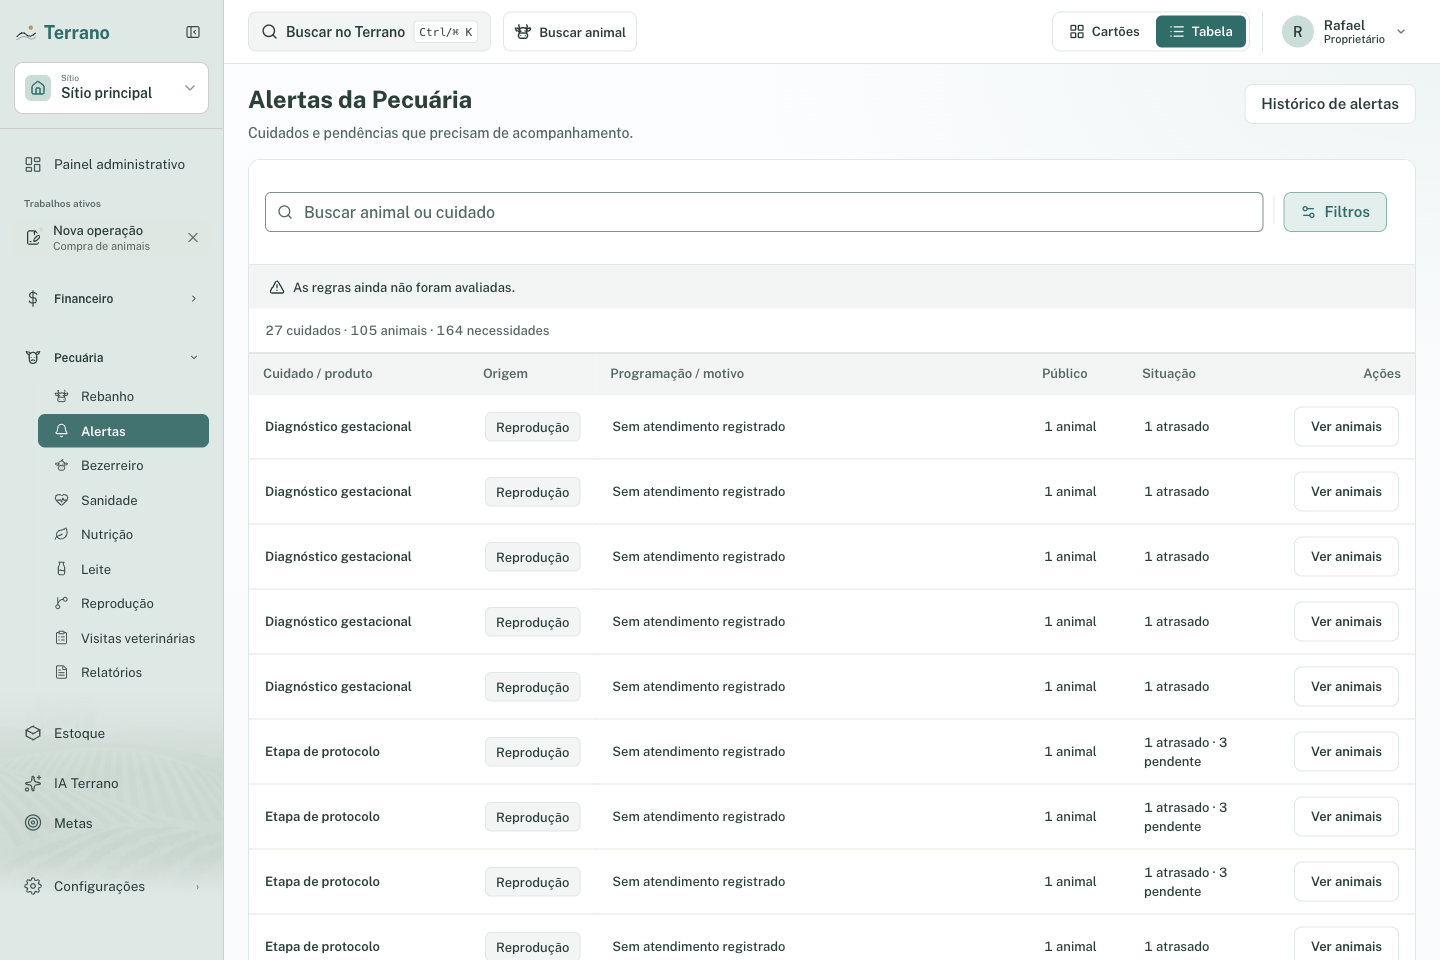 Terrano
Sítio
Sítio principal
Painel administrativo
Trabalhos ativos
Nova operação
Compra de animais
Financeiro
Pecuária
Rebanho
Alertas
Bezerreiro
Sanidade
Nutrição
Leite
Reprodução
Visitas veterinárias
Relatórios
Estoque
IA Terrano
Metas
Configurações
Buscar no Terrano Ctrl/⌘ K
Buscar animal
Cartões
Tabela
R
Rafael
Proprietário
Alertas da Pecuária
Cuidados e pendências que precisam de acompanhamento.
Histórico de alertas
Buscar animal ou cuidado
Filtros
As regras ainda não foram avaliadas.
27 cuidados · 105 animais · 164 necessidades
Cuidado / produto Origem Programação / motivo Público Situação Ações
Diagnóstico gestacional Reprodução Sem atendimento registrado 1 animal 1 atrasado Ver animais
Diagnóstico gestacional Reprodução Sem atendimento registrado 1 animal 1 atrasado Ver animais
Diagnóstico gestacional Reprodução Sem atendimento registrado 1 animal 1 atrasado Ver animais
Diagnóstico gestacional Reprodução Sem atendimento registrado 1 animal 1 atrasado Ver animais
Diagnóstico gestacional Reprodução Sem atendimento registrado 1 animal 1 atrasado Ver animais
Etapa de protocolo Reprodução Sem atendimento registrado 1 animal 1 atrasado · 3 pendente Ver animais
Etapa de protocolo Reprodução Sem atendimento registrado 1 animal 1 atrasado · 3 pendente Ver animais
Etapa de protocolo Reprodução Sem atendimento registrado 1 animal 1 atrasado · 3 pendente Ver animais
Etapa de protocolo Reprodução Sem atendimento registrado 1 animal 1 atrasado Ver animais